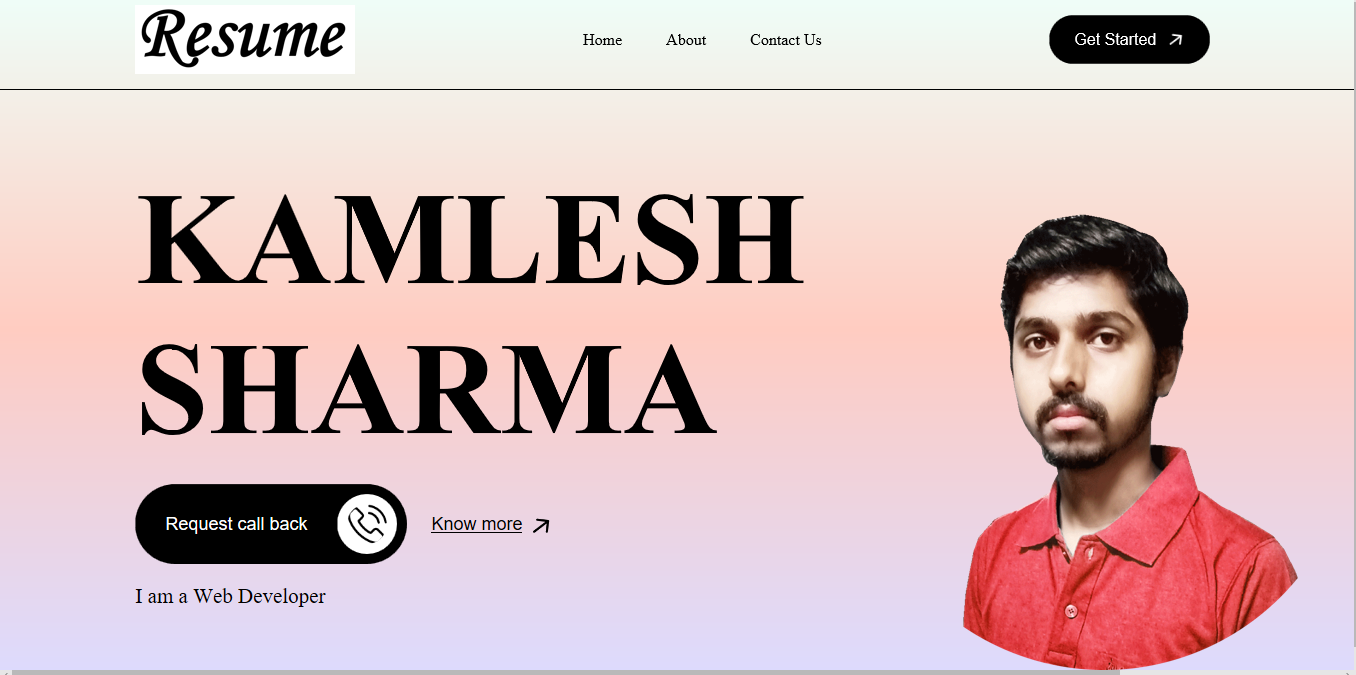 Resume
Home About Contact Us
Get Started
KAMLESH
SHARMA
Request call back
Know more
I am a Web Developer